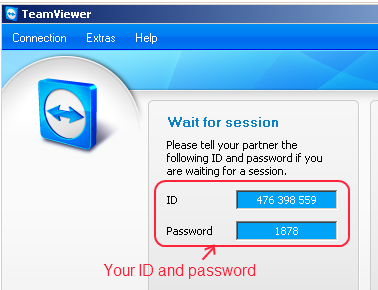 TeamViewer
Connection Extras Help
Wait for session
Please tell your partner the
following ID and password if you
are waiting for a session.
ID 476 398 559
Password 1878
Your ID and password